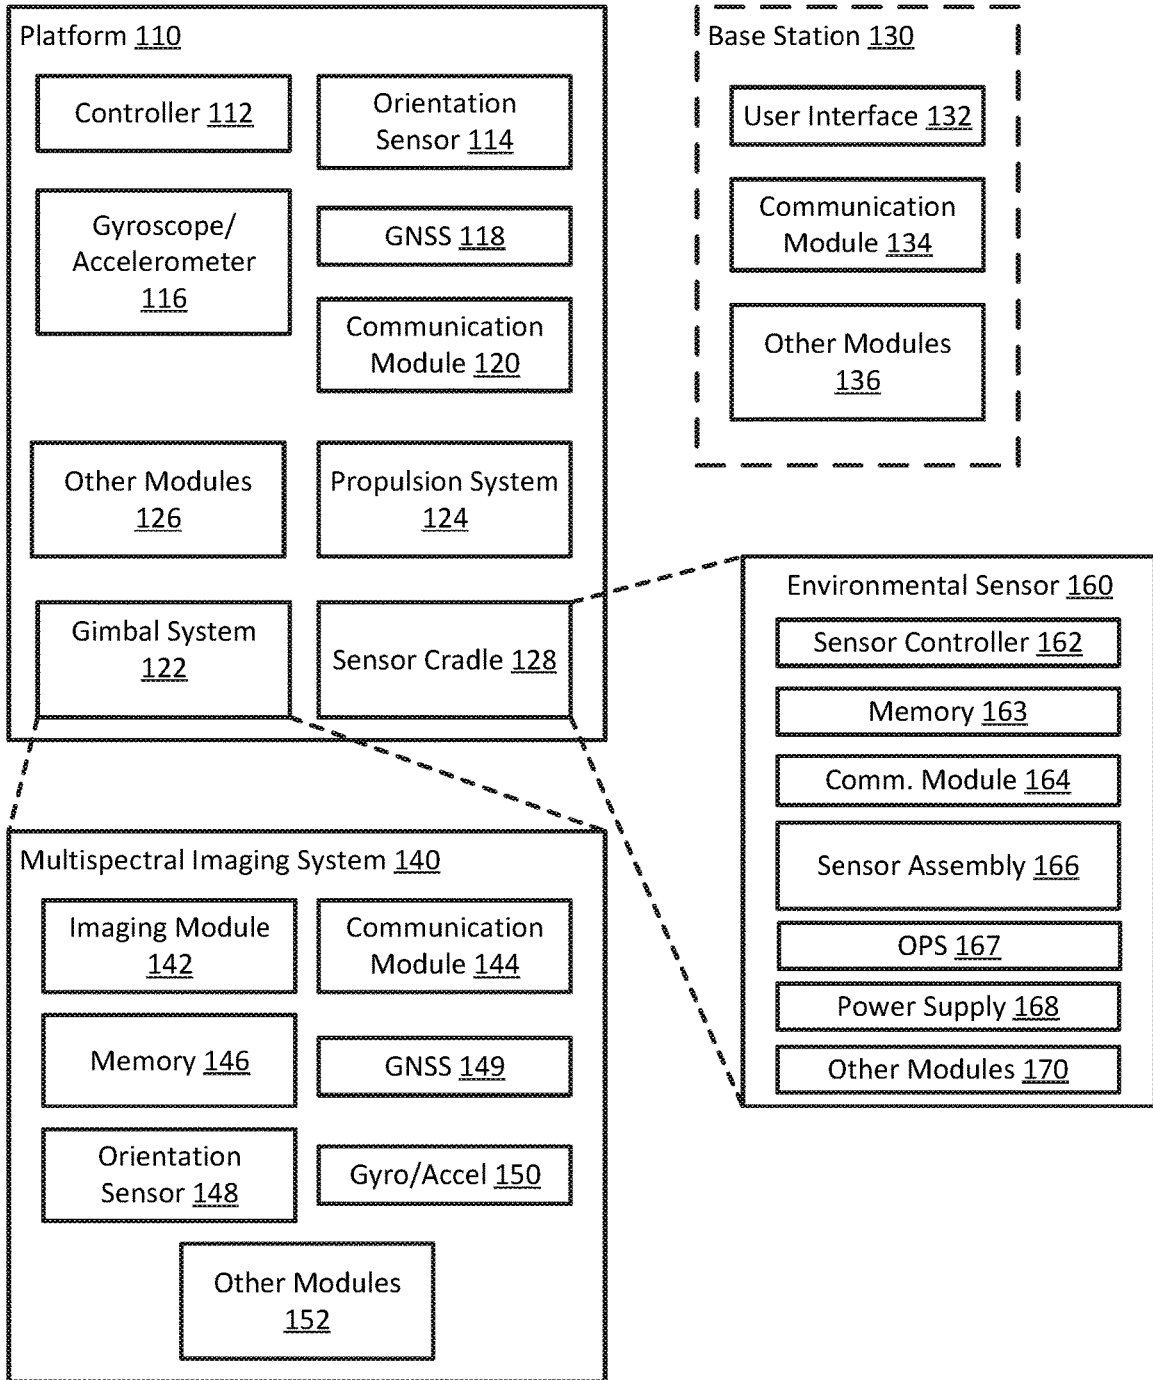 Platform 110
Controller 112
Orientation
Sensor 114
Gyroscope/
Accelerometer
116
GNSS 118
Communication
Module 120
Other Modules
126
Propulsion System
124
Gimbal System
122
Sensor Cradle 128
Base Station 130
User Interface 132
Communication
Module 134
Other Modules
136
Environmental Sensor 160
Sensor Controller 162
Memory 163
Comm. Module 164
Sensor Assembly 166
OPS 167
Power Supply 168
Other Modules 170
Multispectral Imaging System 140
Imaging Module
142
Communication
Module 144
Memory 146
GNSS 149
Orientation
Sensor 148
Gyro/Accel 150
Other Modules
152